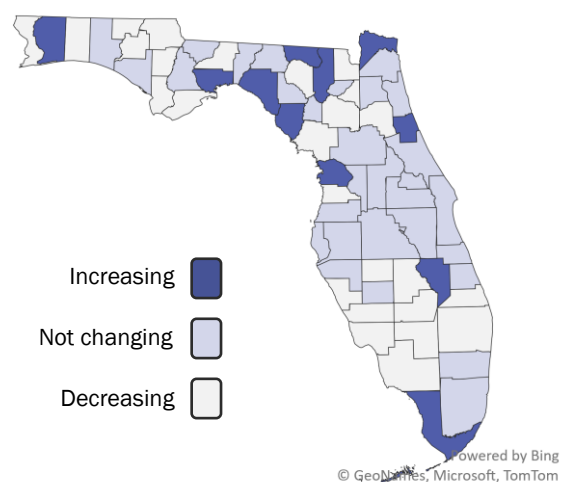 Increasing
Not changing
Decreasing
Powered by Bing
© GeoNames, Microsoft, TomTom